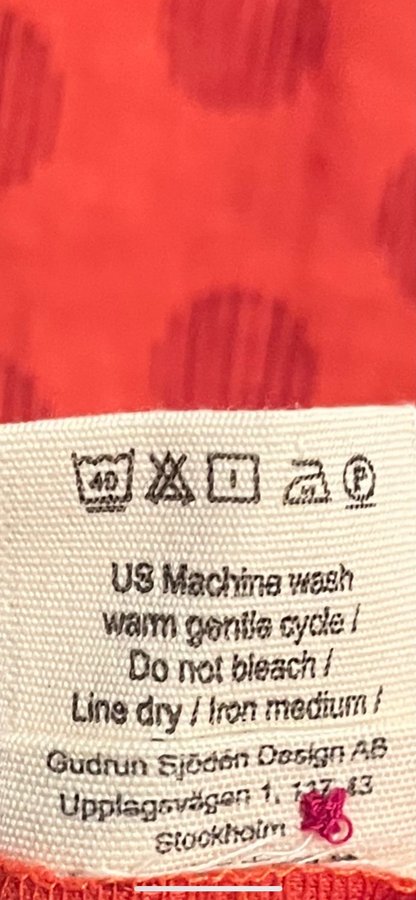 40 P
US Machine wash
warm gentle cycle /
Do not bleach /
Line dry / Iron medium /
Gudrun Sjödén Design AB
Upplagsvägen 1, 43
Stockholm